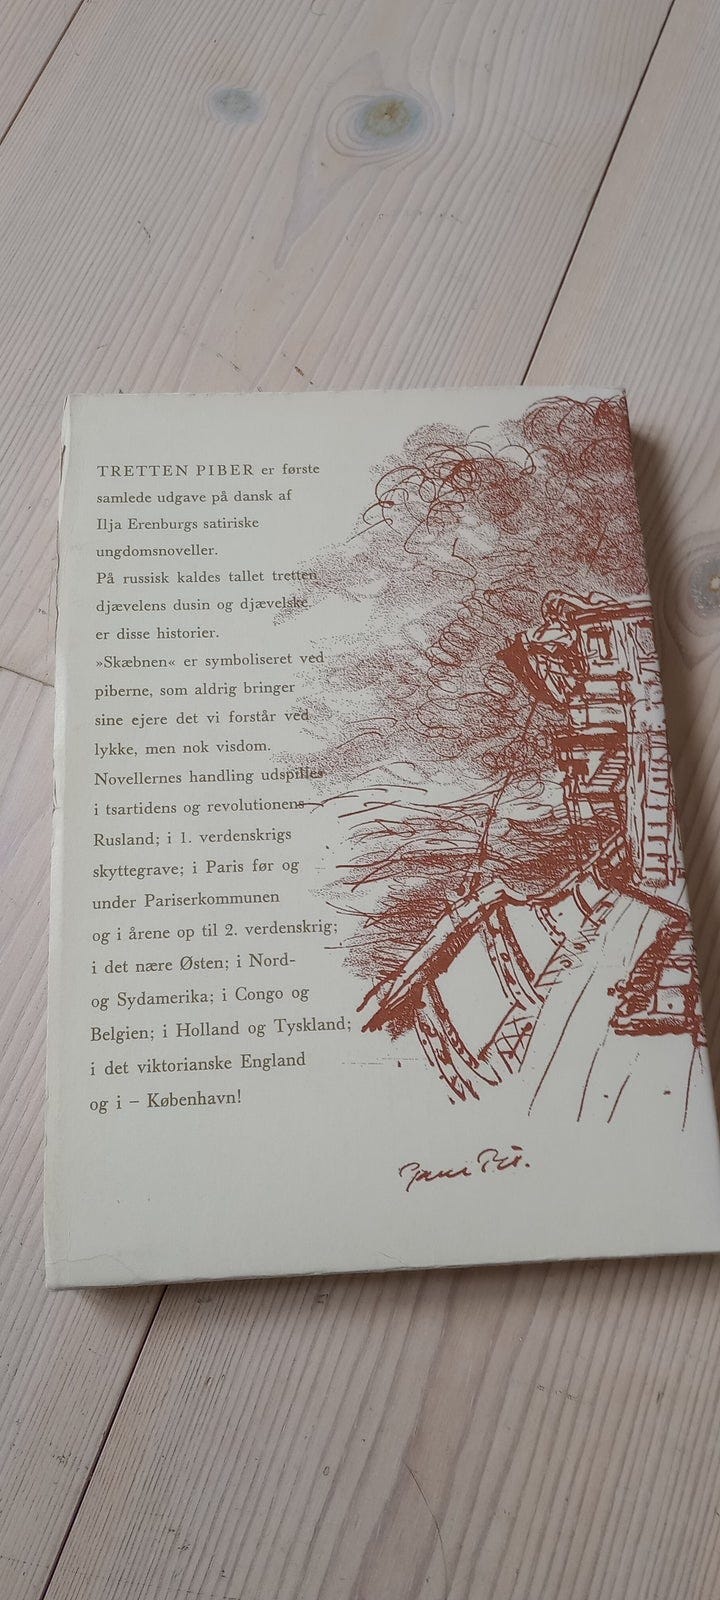 TRETTEN PIBER er første
samlede udgave på dansk af
Ilja Erenburgs satiriske
ungdomsnoveller.
På russisk kaldes tallet tretten
djævelens dusin og djævelske
er disse historier.
»Skæbnen« er symboliseret ved
piberne, som aldrig bringer
sine ejere det vi forstår ved
lykke, men nok visdom.
Novellernes handling udspilles
i tsartidens og revolutionens
Rusland; i 1. verdenskrigs
skyttegrave; i Paris før og
under Pariserkommunen
og i årene op til 2. verdenskrig;
i det nære Østen; i Nord-
og Sydamerika; i Congo og
Belgien; i Holland og Tyskland;
i det viktorianske England
og i – København!